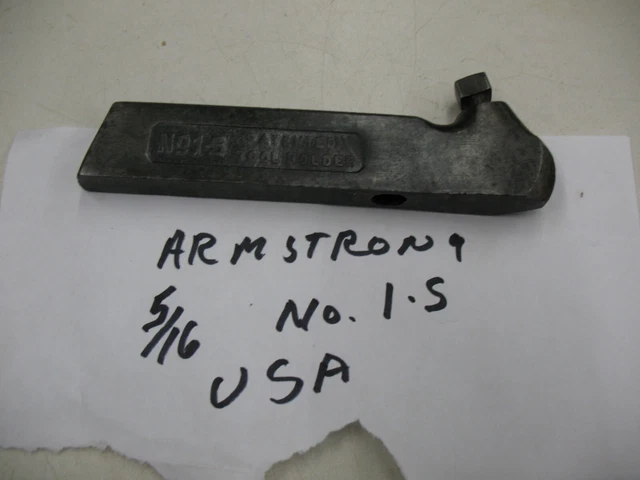 NO 1-S
ARMSTRONG
5/16 No. 1-S
USA